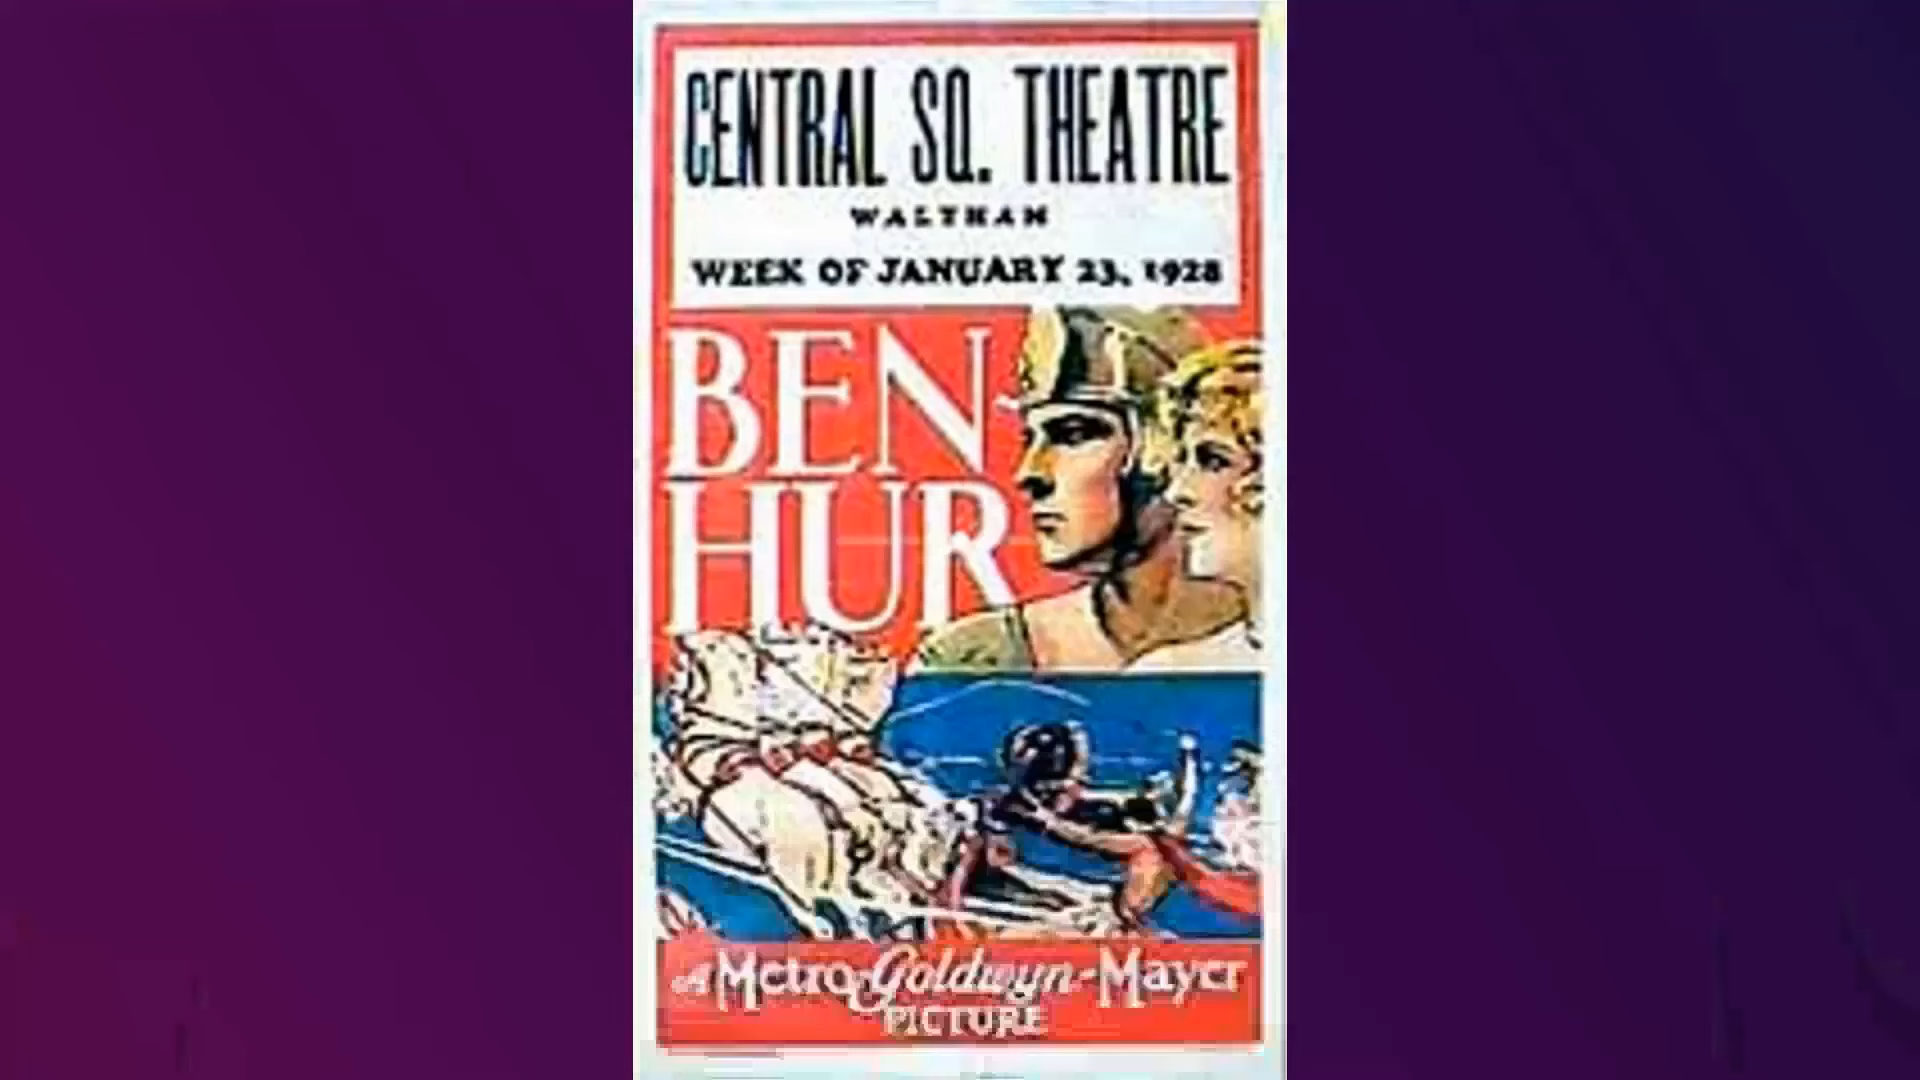 CENTRAL SQ. THEATRE
WALTHAM
WEEK OF JANUARY 23, 1928
BEN-
HUR
A Metro-Goldwyn-Mayer
PICTURE